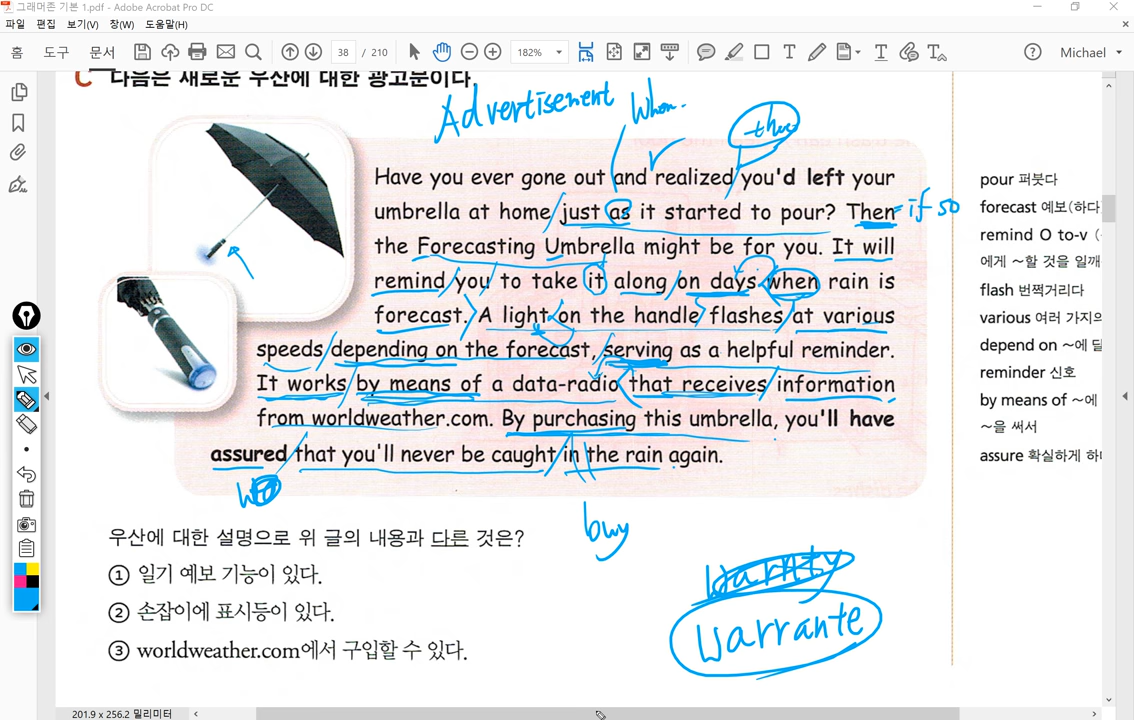 그래머존 기본 1.pdf - Adobe Acrobat Pro DC
파일 편집 보기(V) 창(W) 도움말(H)
홈 도구 문서 38 / 210 182% Michael
C 다음은 새로운 우산에 대한 광고문이다.
Advertisement when
Have you ever gone out and realized you'd left your
umbrella at home just as it started to pour? Then = if so
the Forecasting Umbrella might be for you. It will
remind you to take it along on days when rain is
forecast. A light on the handle flashes at various
speeds depending on the forecast, serving as a helpful reminder.
It works by means of a data-radio that receives information
from worldweather.com. By purchasing this umbrella, you'll have
assured that you'll never be caught in the rain again.
buy
warrante
pour 퍼붓다
forecast 예보(하다)
remind O to-v (
에게 ~할 것을 일깨
flash 번쩍거리다
various 여러 가지의
depend on ~에 달
reminder 신호
by means of ~에
~을 써서
assure 확실하게 하
우산에 대한 설명으로 위 글의 내용과 다른 것은?
① 일기 예보 기능이 있다.
② 손잡이에 표시등이 있다.
③ worldweather.com에서 구입할 수 있다.
201.9 x 256.2 밀리미터